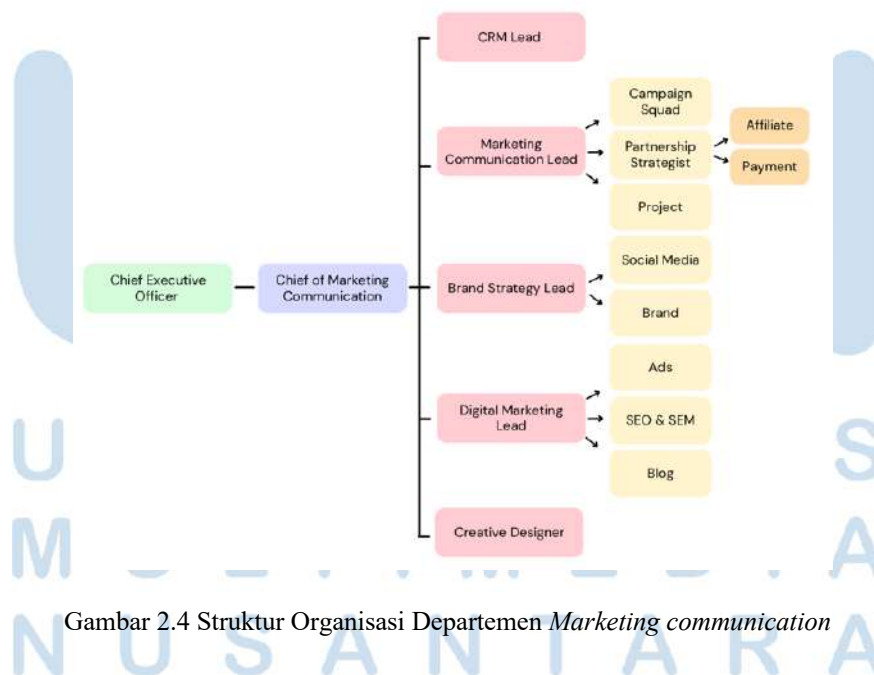 CRM Lead
Campaign
Squad
Affiliate
Marketing
Communication Lead
Partnership
Strategist
Payment
Project
Social Media
Chief Executive
Officer
Chief of Marketing
Communication
Brand Strategy Lead
Brand
Ads
Digital Marketing
Lead
SEO & SEM
Blog
Creative Designer
Gambar 2.4 Struktur Organisasi Departemen Marketing communication
N U S A N T A R A